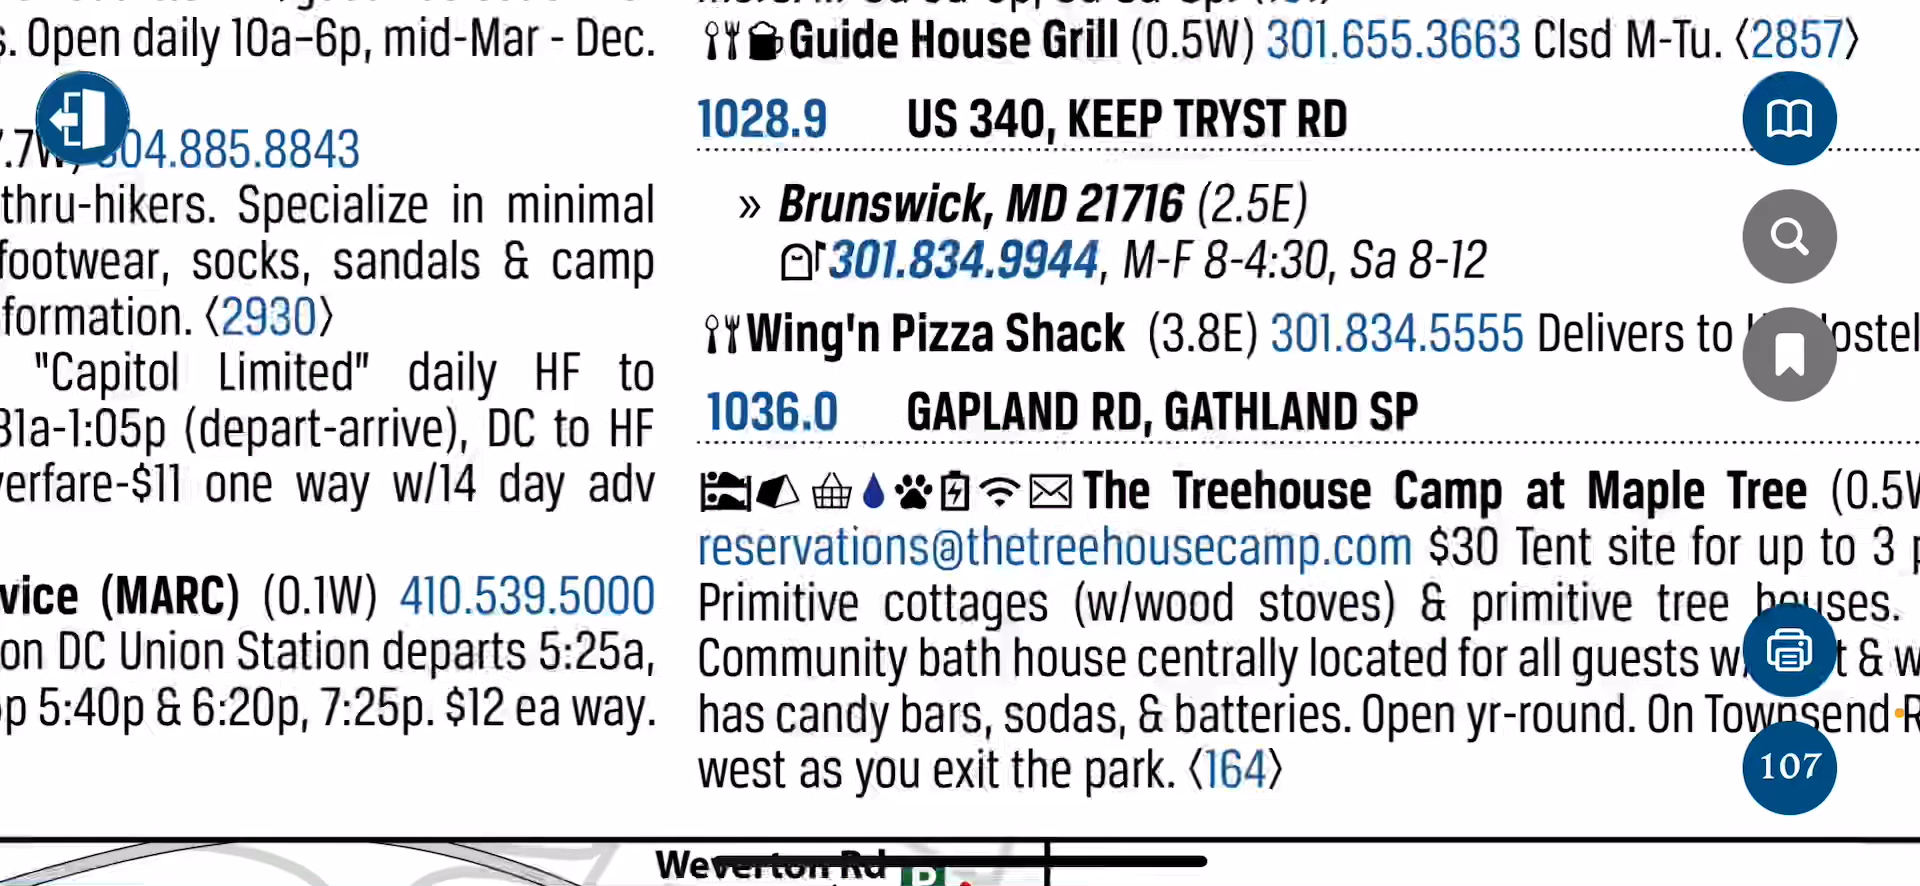 s. Open daily 10a–6p, mid-Mar - Dec.
04.885.8843
thru-hikers. Specialize in minimal
footwear, socks, sandals & camp
formation. ⟨2930⟩
"Capitol Limited" daily HF to
31a-1:05p (depart-arrive), DC to HF
verfare-$11 one way w/14 day adv
vice (MARC) (0.1W) 410.539.5000
on DC Union Station departs 5:25a,
p 5:40p & 6:20p, 7:25p. $12 ea way.
Guide House Grill (0.5W) 301.655.3663 Clsd M-Tu. ⟨2857⟩
1028.9 US 340, KEEP TRYST RD
» Brunswick, MD 21716 (2.5E)
301.834.9944, M-F 8-4:30, Sa 8-12
Wing'n Pizza Shack (3.8E) 301.834.5555 Delivers to
1036.0 GAPLAND RD, GATHLAND SP
The Treehouse Camp at Maple Tree (0.5W
reservations@thetreehousecamp.com $30 Tent site for up to 3 p
Primitive cottages (w/wood stoves) & primitive tree houses.
Community bath house centrally located for all guests w/ t & w
has candy bars, sodas, & batteries. Open yr-round. On Townsend R
west as you exit the park. ⟨164⟩
107
Weverton Rd
P